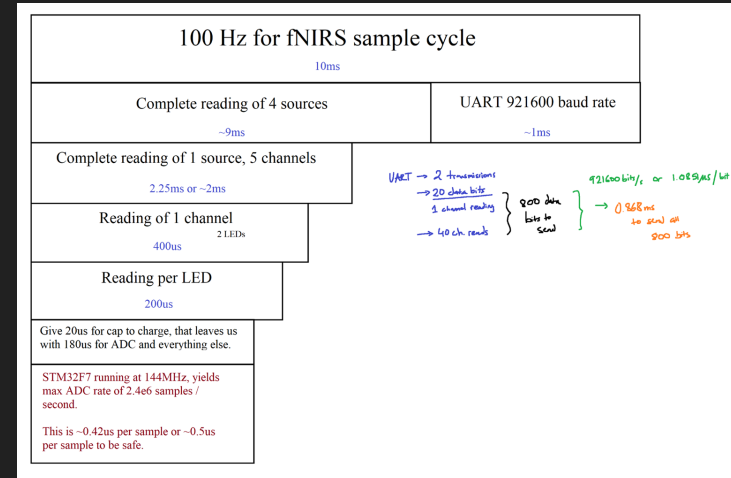 100 Hz for fNIRS sample cycle
10ms
Complete reading of 4 sources
~9ms
UART 921600 baud rate
~1ms
Complete reading of 1 source, 5 channels
2.25ms or ~2ms
Reading of 1 channel
2 LEDs
400us
Reading per LED
200us
Give 20us for cap to charge, that leaves us
with 180us for ADC and everything else.
STM32F7 running at 144MHz, yields
max ADC rate of 2.4e6 samples /
second.
This is ~0.42us per sample or ~0.5us
per sample to be safe.
UART → 2 transmissions
→ 20 data bits
1 channel reading
→ 40 ch. reads
800 data
bits to
send
921600 bit/s or 1.085μs/bit
→ 0.868ms
to send all
800 bits